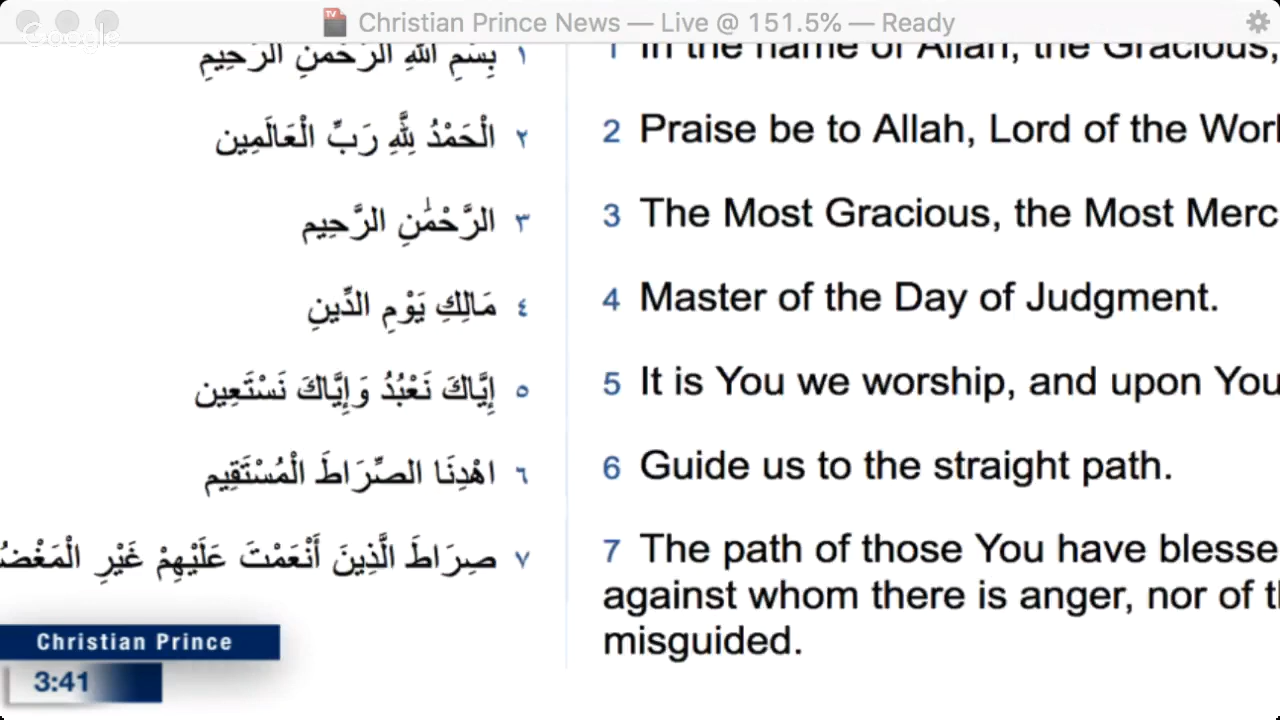 Christian Prince News — Live @ 151.5% — Ready
Google
١ بِسْمِ اللَّهِ الرَّحْمَنِ الرَّحِيمِ
1 In the name of Allah, the Gracious,
٢ الْحَمْدُ لِلَّهِ رَبِّ الْعَالَمِين
2 Praise be to Allah, Lord of the Worl
٣ الرَّحْمَٰنِ الرَّحِيم
3 The Most Gracious, the Most Merc
٤ مَالِكِ يَوْمِ الدِّينِ
4 Master of the Day of Judgment.
٥ إِيَّاكَ نَعْبُدُ وَإِيَّاكَ نَسْتَعِين
5 It is You we worship, and upon You
٦ اهْدِنَا الصِّرَاطَ الْمُسْتَقِيم
6 Guide us to the straight path.
٧ صِرَاطَ الَّذِينَ أَنْعَمْتَ عَلَيْهِمْ غَيْرِ الْمَغْضُ
7 The path of those You have blesse
against whom there is anger, nor of th
misguided.
Christian Prince
3:41